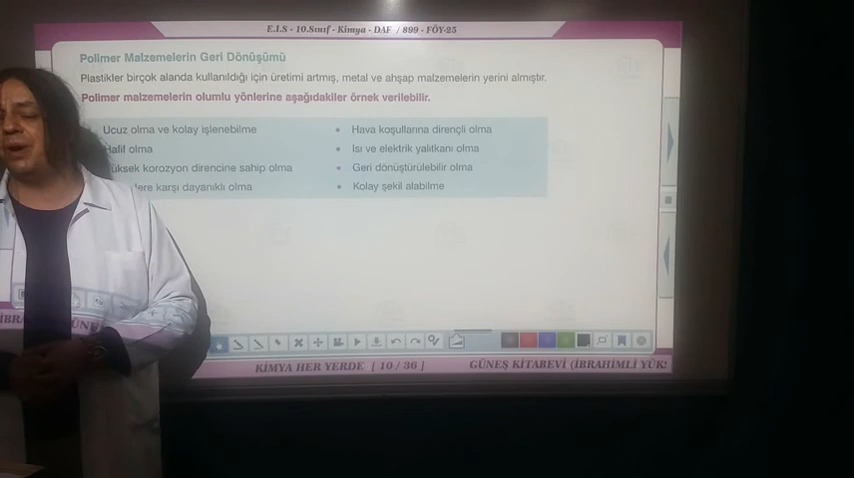 E.I.S - 10.Sınıf - Kimya - DAF / 899 - FÖY-25
Polimer Malzemelerin Geri Dönüşümü
Plastikler birçok alanda kullanıldığı için üretimi artmış, metal ve ahşap malzemelerin yerini almıştır.
Polimer malzemelerin olumlu yönlerine aşağıdakiler örnek verilebilir.
Ucuz olma ve kolay işlenebilme
Hafif olma
üksek korozyon direncine sahip olma
lere karşı dayanıklı olma
• Hava koşullarına dirençli olma
• Isı ve elektrik yalıtkanı olma
• Geri dönüştürülebilir olma
• Kolay şekil alabilme
KİMYA HER YERDE [ 10 / 36 ]
GÜNEŞ KİTABEVİ (İBRAHİMLİ YÜK